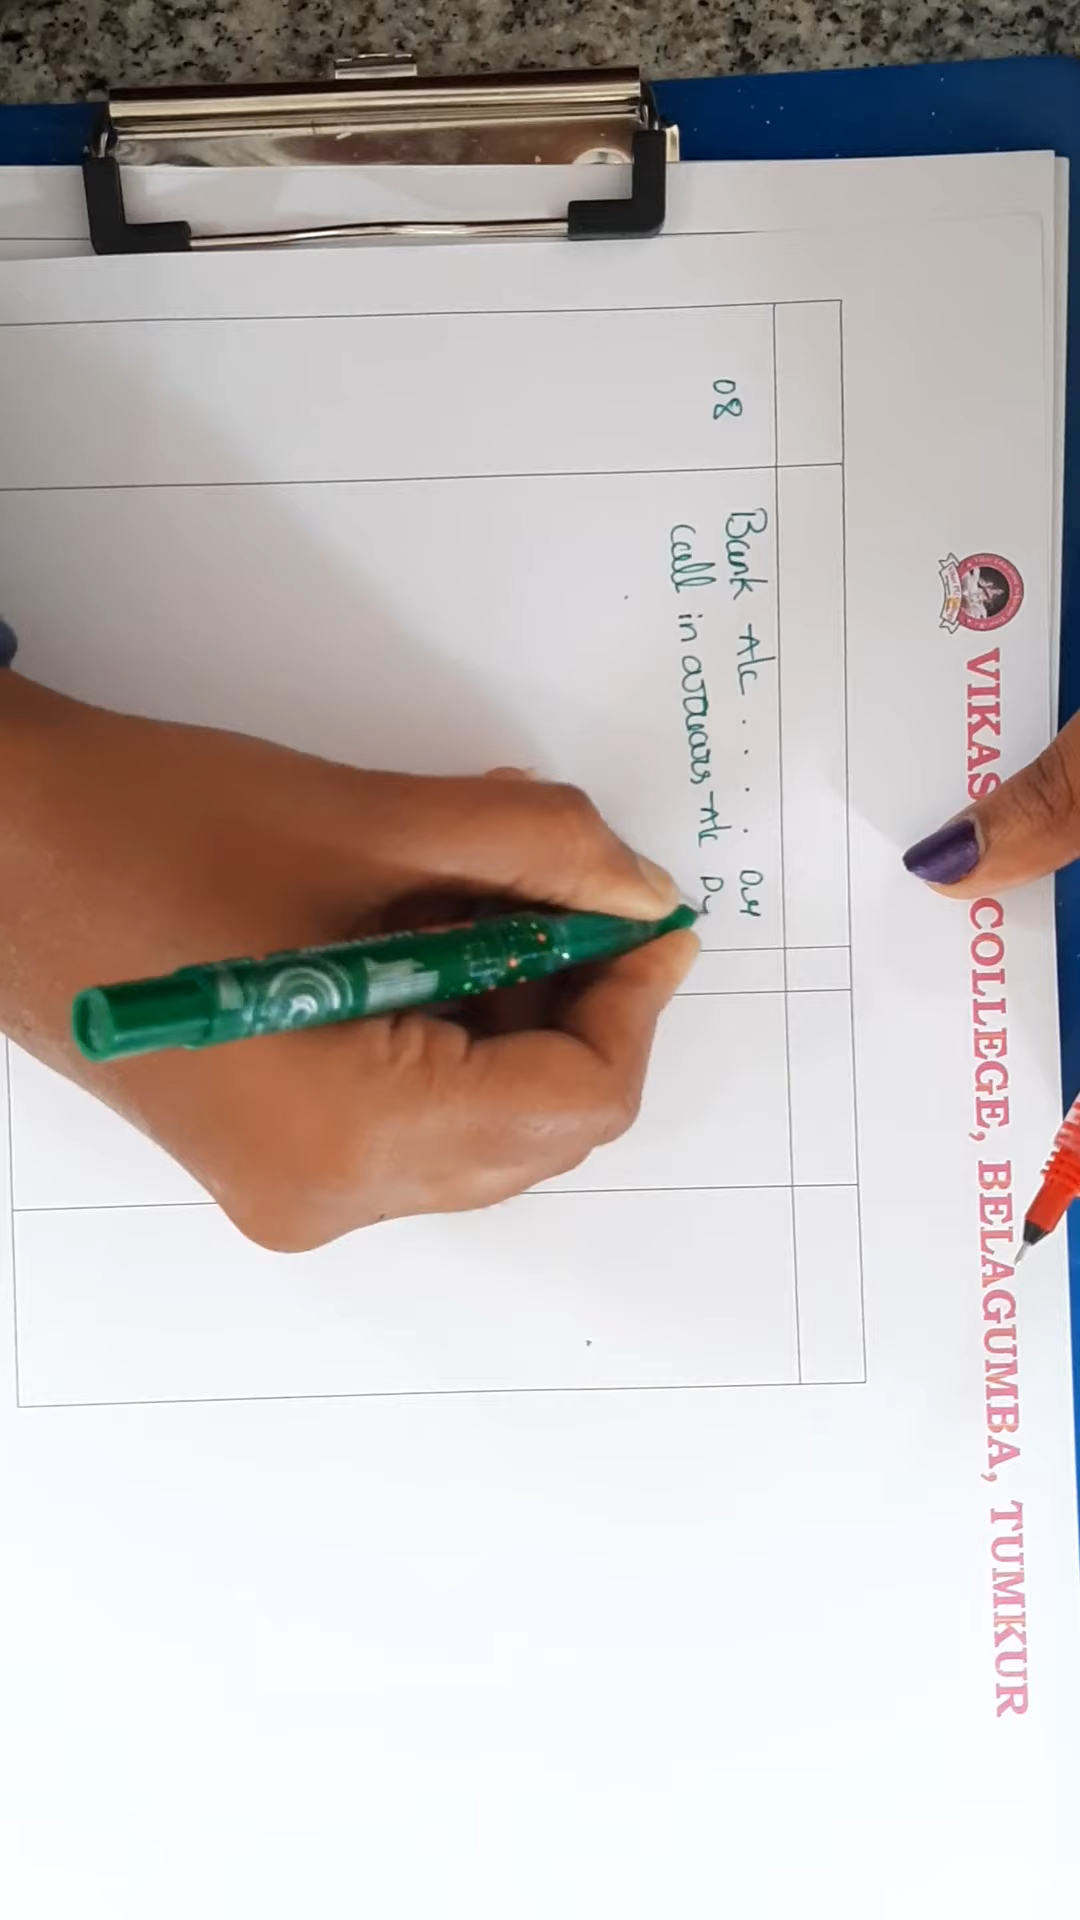 VIKAS COLLEGE, BELAGUMBA, TUMKUR
08 Bank A/c . . . . Dr
Call in arrears A/c Dr